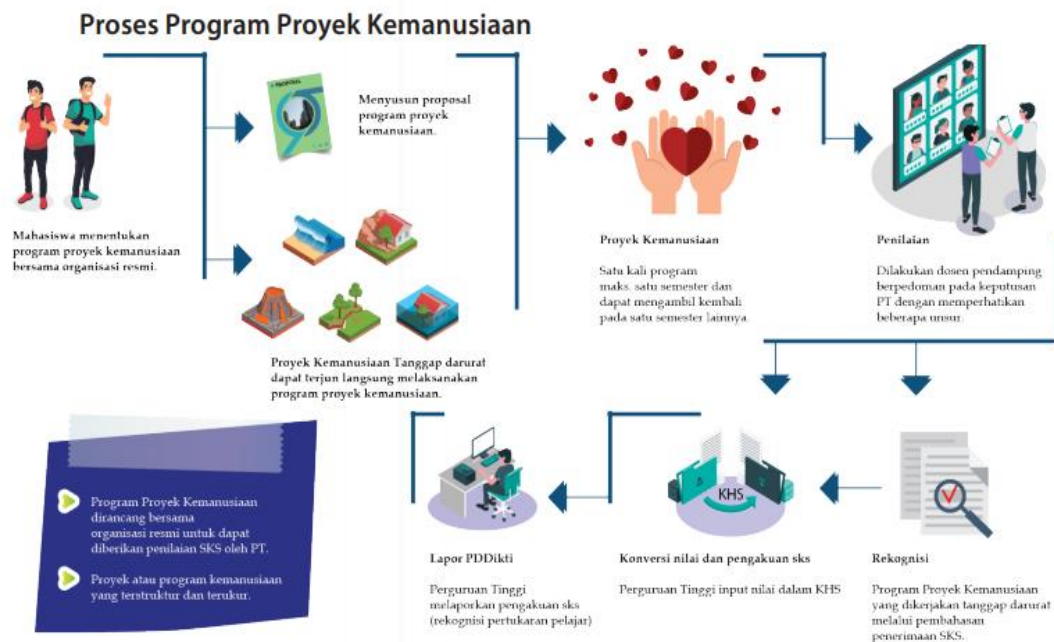 Proses Program Proyek Kemanusiaan
PROPOSAL
Menyusun proposal
program proyek
kemanusiaan.
Mahasiswa menentukan
program proyek kemanusiaan
bersama organisasi resmi.
Proyek Kemanusiaan Tanggap darurat
dapat terjun langsung melaksanakan
program proyek kemanusiaan.
Proyek Kemanusiaan
Satu kali program
maks. satu semester dan
dapat mengambil kembali
pada satu semester lainnya.
Penilaian
Dilakukan dosen pendamping
berpedoman pada keputusan
PT dengan memperhatikan
beberapa unsur.
Rekognisi
Program Proyek Kemanusiaan
yang dikerjakan tanggap darurat
melalui pembahasan
penerimaan SKS.
KHS
Konversi nilai dan pengakuan sks
Perguruan Tinggi input nilai dalam KHS
Lapor PDDikti
Perguruan Tinggi
melaporkan pengakuan sks
(rekognisi pertukaran pelajar)
Program Proyek Kemanusiaan
dirancang bersama
organisasi resmi untuk dapat
diberikan penilaian SKS oleh PT.
Proyek atau program kemanusiaan
yang terstruktur dan terukur.